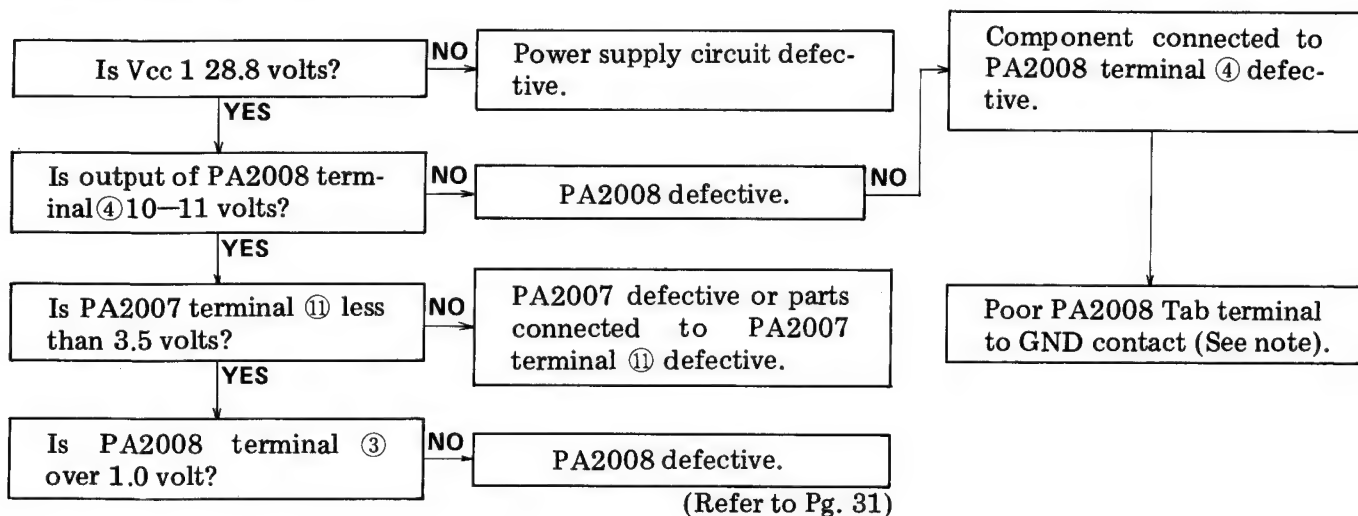 Is Vcc 1 28.8 volts?
NO
Power supply circuit defec-
tive.
YES
Is output of PA2008 term-
inal④10—11 volts?
NO
PA2008 defective.
NO
Component connected to
PA2008 terminal ④ defec-
tive.
Poor PA2008 Tab terminal
to GND contact (See note).
YES
Is PA2007 terminal ⑪ less
than 3.5 volts?
NO
PA2007 defective or parts
connected to PA2007
terminal ⑪ defective.
YES
Is PA2008 terminal ③
over 1.0 volt?
NO
PA2008 defective.
(Refer to Pg. 31)